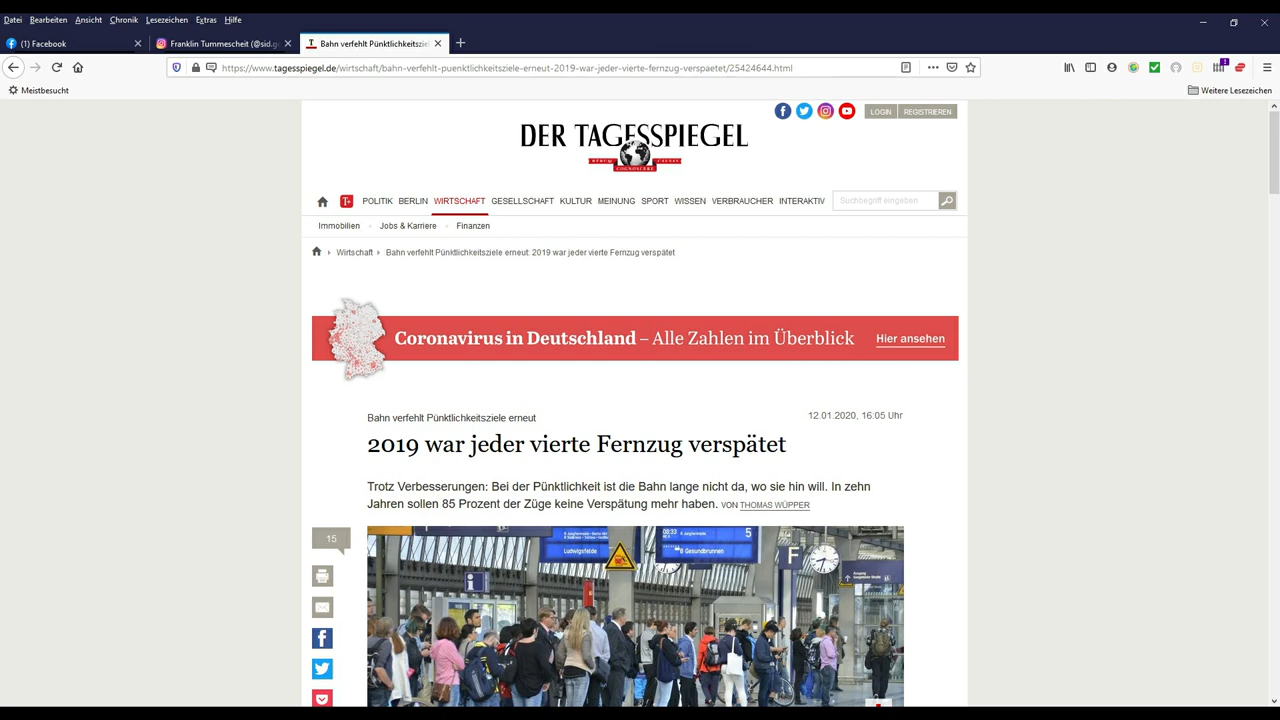 Datei Bearbeiten Ansicht Chronik Lesezeichen Extras Hilfe
(1) Facebook
Franklin Tummescheit (@sid.g
Bahn verfehlt Pünktlichkeitszie
https://www.tagesspiegel.de/wirtschaft/bahn-verfehlt-puenktlichkeitsziele-erneut-2019-war-jeder-vierte-fernzug-verspaetet/25424644.html
Meistbesucht
Weitere Lesezeichen
LOGIN REGISTRIEREN
DER TAGESSPIEGEL
RERUM CAUSAS
COGNOSCERE
T+ POLITIK BERLIN WIRTSCHAFT GESELLSCHAFT KULTUR MEINUNG SPORT WISSEN VERBRAUCHER INTERAKTIV
Suchbegriff eingeben
Immobilien Jobs & Karriere Finanzen
Wirtschaft Bahn verfehlt Pünktlichkeitsziele erneut: 2019 war jeder vierte Fernzug verspätet
Coronavirus in Deutschland – Alle Zahlen im Überblick Hier ansehen
Bahn verfehlt Pünktlichkeitsziele erneut
12.01.2020, 16:05 Uhr
2019 war jeder vierte Fernzug verspätet
Trotz Verbesserungen: Bei der Pünktlichkeit ist die Bahn lange nicht da, wo sie hin will. In zehn
Jahren sollen 85 Prozent der Züge keine Verspätung mehr haben. VON THOMAS WÜPPER
15
Ludwigsfelde
5
Gesundbrunnen
F
i